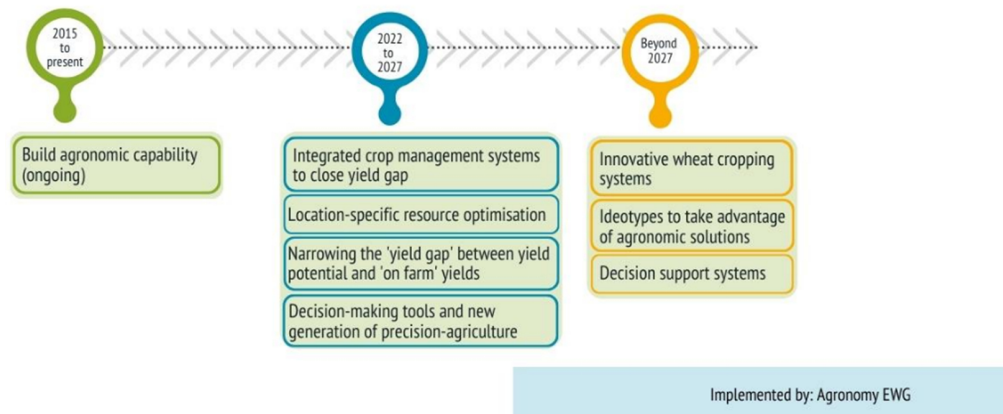 2015
to
present
2022
to
2027
Beyond
2027
Build agronomic capability
(ongoing)
Integrated crop management systems
to close yield gap
Location-specific resource optimisation
Narrowing the 'yield gap' between yield
potential and 'on farm' yields
Decision-making tools and new
generation of precision-agriculture
Innovative wheat cropping
systems
Ideotypes to take advantage
of agronomic solutions
Decision support systems
Implemented by: Agronomy EWG